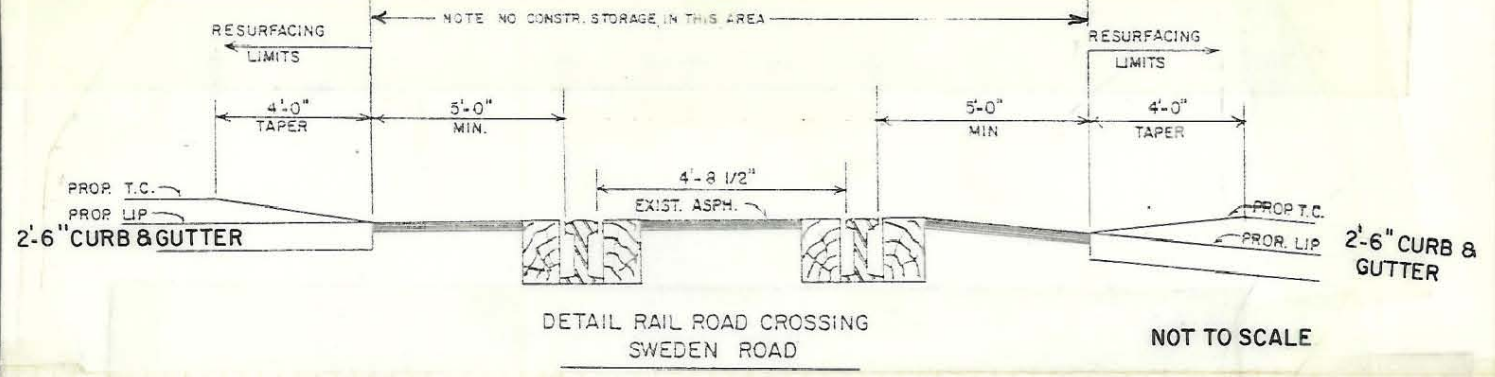 NOTE NO CONSTR. STORAGE IN THIS AREA
RESURFACING
LIMITS
RESURFACING
LIMITS
4'-0"
TAPER
5'-0"
MIN.
5'-0"
MIN
4'-0"
TAPER
4'-8 1/2"
EXIST. ASPH.
PROP. T.C.
PROP. LIP
2'-6" CURB & GUTTER
PROP T.C.
PROP. LIP
2'-6" CURB &
GUTTER
DETAIL RAIL ROAD CROSSING
SWEDEN ROAD
NOT TO SCALE